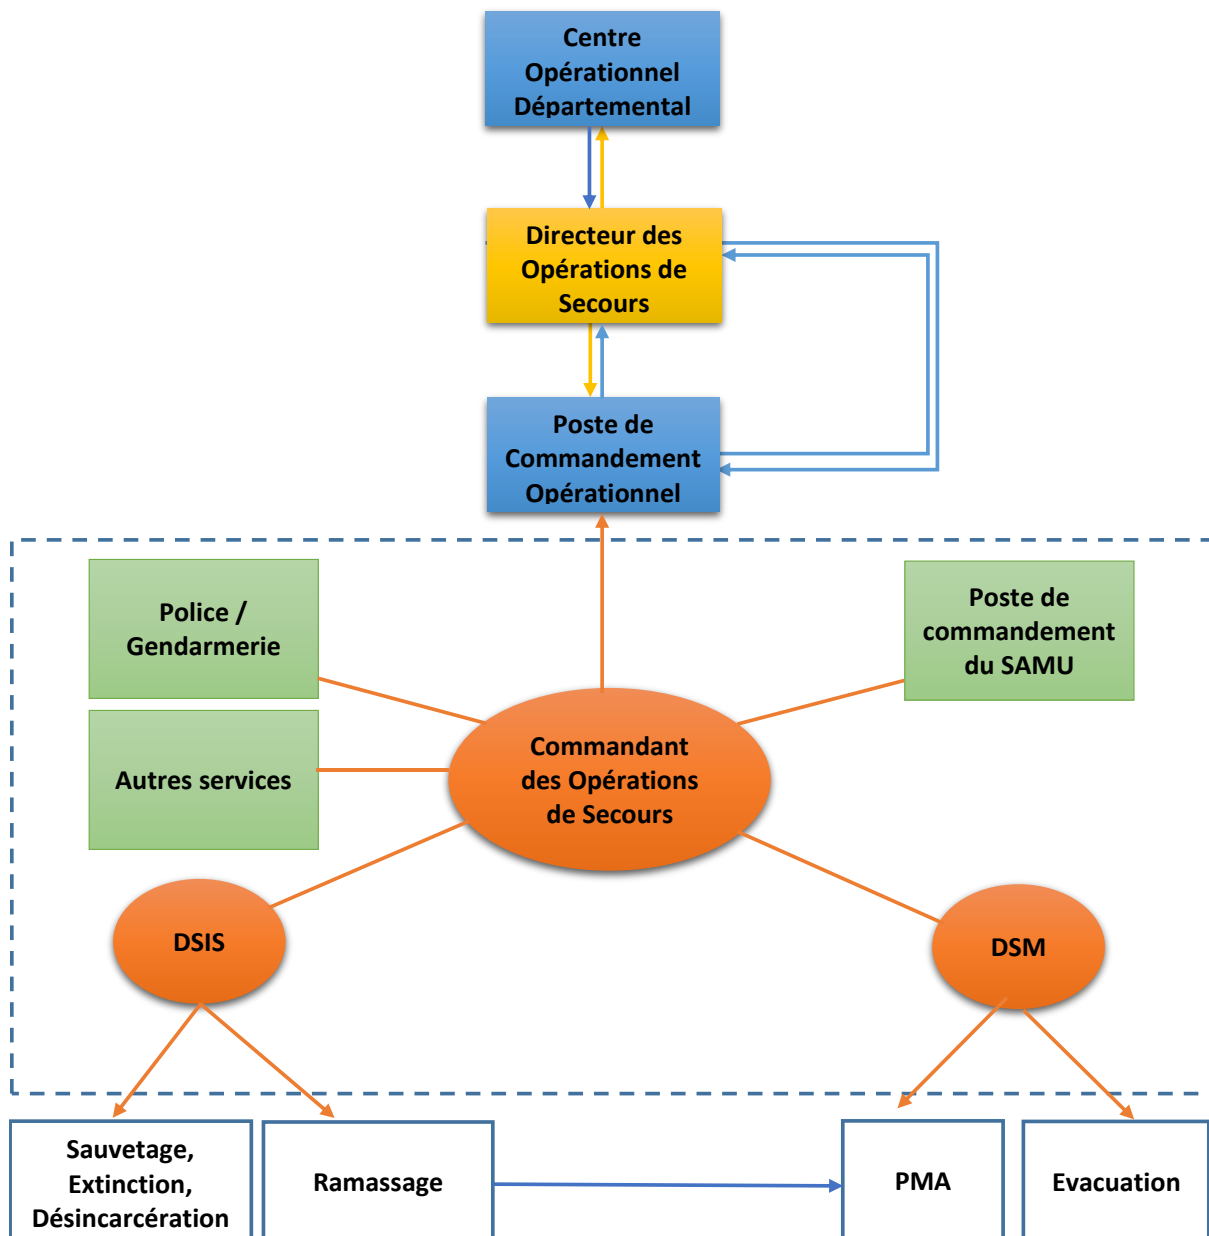 Centre
Opérationnel
Départemental
Directeur des
Opérations de
Secours
Poste de
Commandement
Opérationnel
Police /
Gendarmerie
Poste de
commandement
du SAMU
Autres services
Commandant
des Opérations
de Secours
DSIS
DSM
Sauvetage,
Extinction,
Désincarcération
Ramassage
PMA
Evacuation